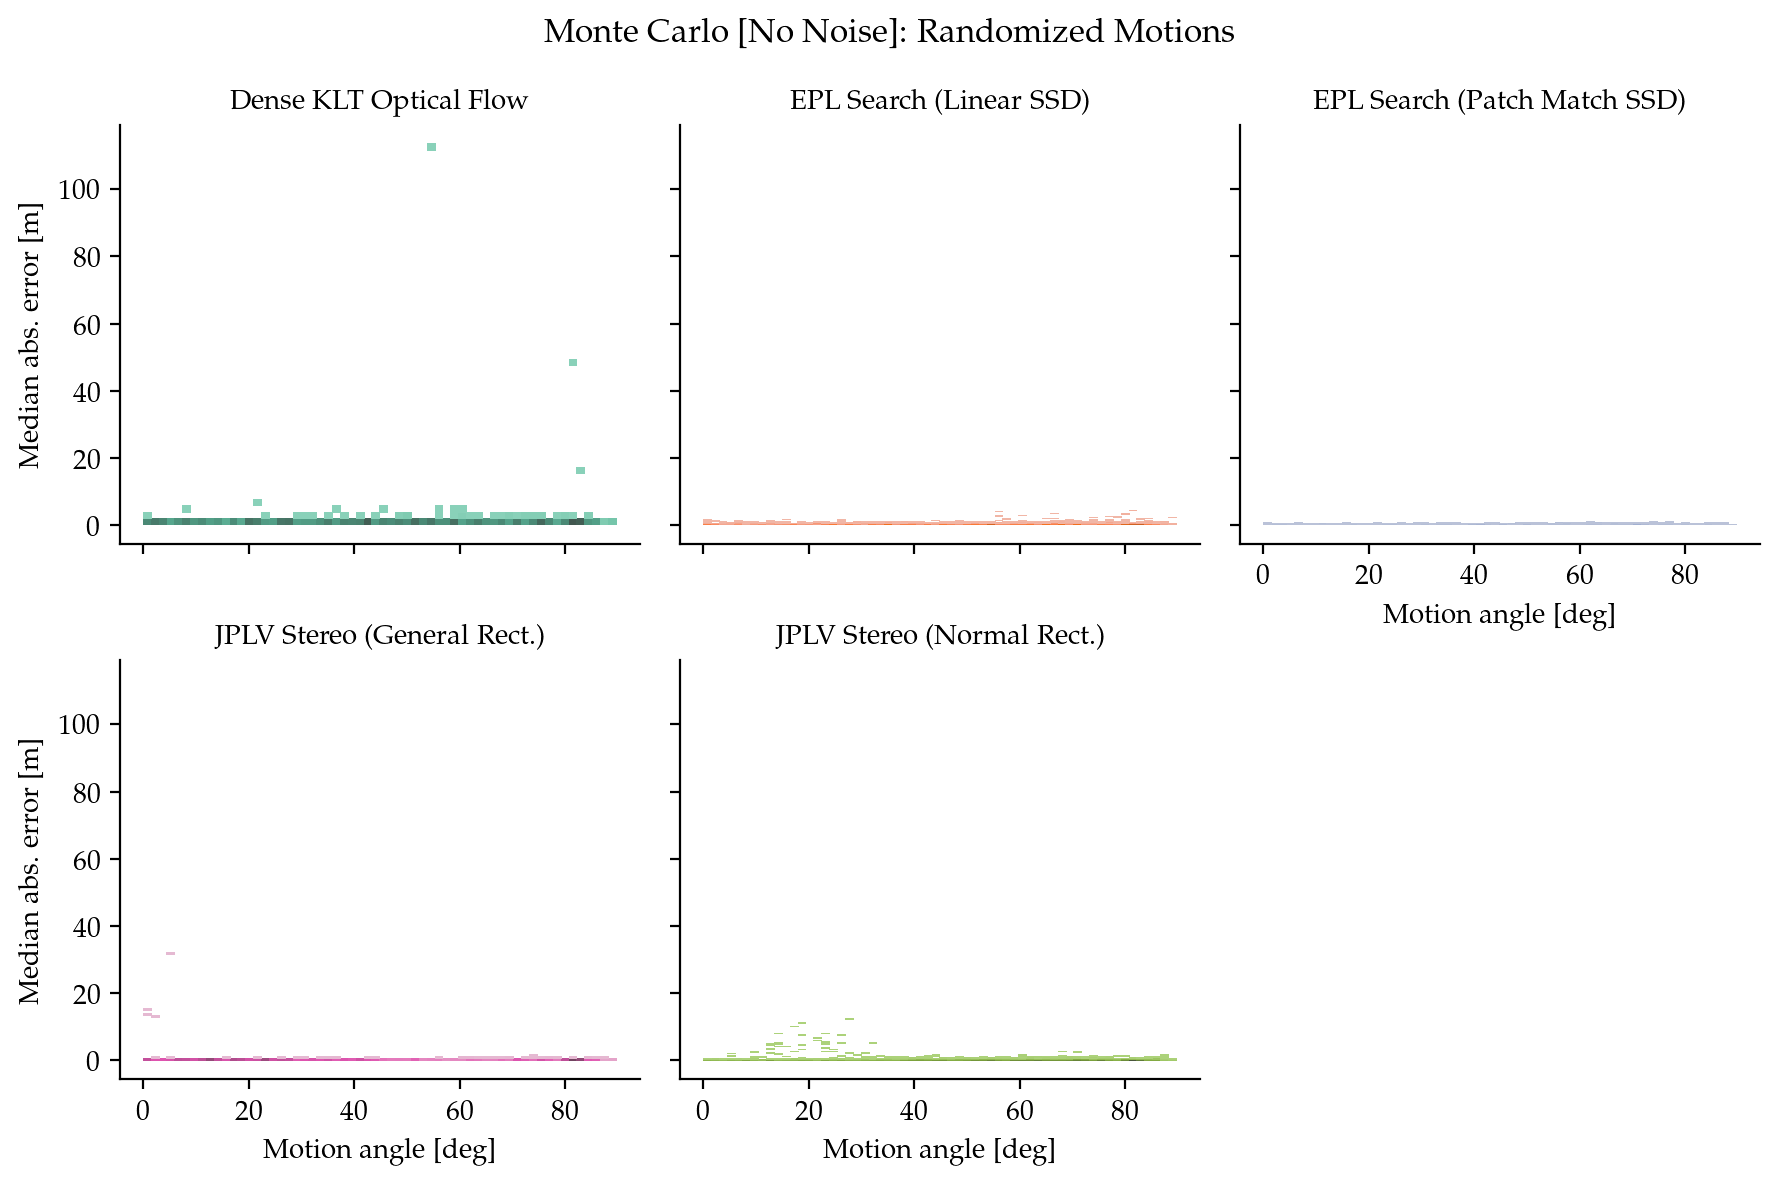 Monte Carlo [No Noise]: Randomized Motions
Dense KLT Optical Flow
EPL Search (Linear SSD)
EPL Search (Patch Match SSD)
Median abs. error [m]
100
80
60
40
20
0
0 20 40 60 80
Motion angle [deg]
JPLV Stereo (General Rect.)
JPLV Stereo (Normal Rect.)
Median abs. error [m]
100
80
60
40
20
0
0 20 40 60 80
Motion angle [deg]
0 20 40 60 80
Motion angle [deg]